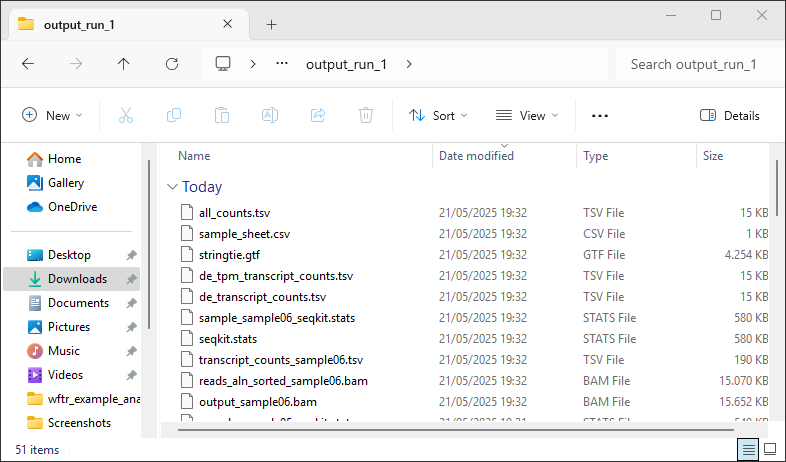 output_run_1
output_run_1
Search output_run_1
New
Sort
View
Details
Home
Gallery
OneDrive
Desktop
Downloads
Documents
Pictures
Music
Videos
wftr_example_ana
Screenshots
Name Date modified Type Size
Today
all_counts.tsv 21/05/2025 19:32 TSV File 15 KB
sample_sheet.csv 21/05/2025 19:32 CSV File 1 KB
stringtie.gtf 21/05/2025 19:32 GTF File 4.254 KB
de_tpm_transcript_counts.tsv 21/05/2025 19:32 TSV File 15 KB
de_transcript_counts.tsv 21/05/2025 19:32 TSV File 15 KB
sample_sample06_seqkit.stats 21/05/2025 19:32 STATS File 580 KB
seqkit.stats 21/05/2025 19:32 STATS File 580 KB
transcript_counts_sample06.tsv 21/05/2025 19:32 TSV File 190 KB
reads_aln_sorted_sample06.bam 21/05/2025 19:32 BAM File 15.070 KB
output_sample06.bam 21/05/2025 19:32 BAM File 15.652 KB
51 items